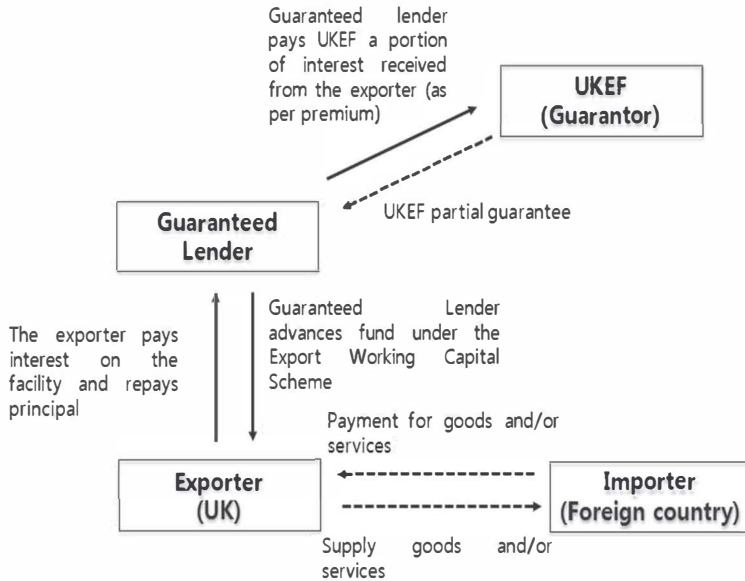 Guaranteed lender
pays UKEF a portion
of interest received
from the exporter (as
per premium)
UKEF
(Guarantor)
UKEF partial guarantee
Guaranteed
Lender
The exporter pays
interest on the
facility and repays
principal
Guaranteed Lender
advances fund under the
Export Working Capital
Scheme
Payment for goods and/or
services
Exporter
(UK)
Importer
(Foreign country)
Supply goods and/or
services